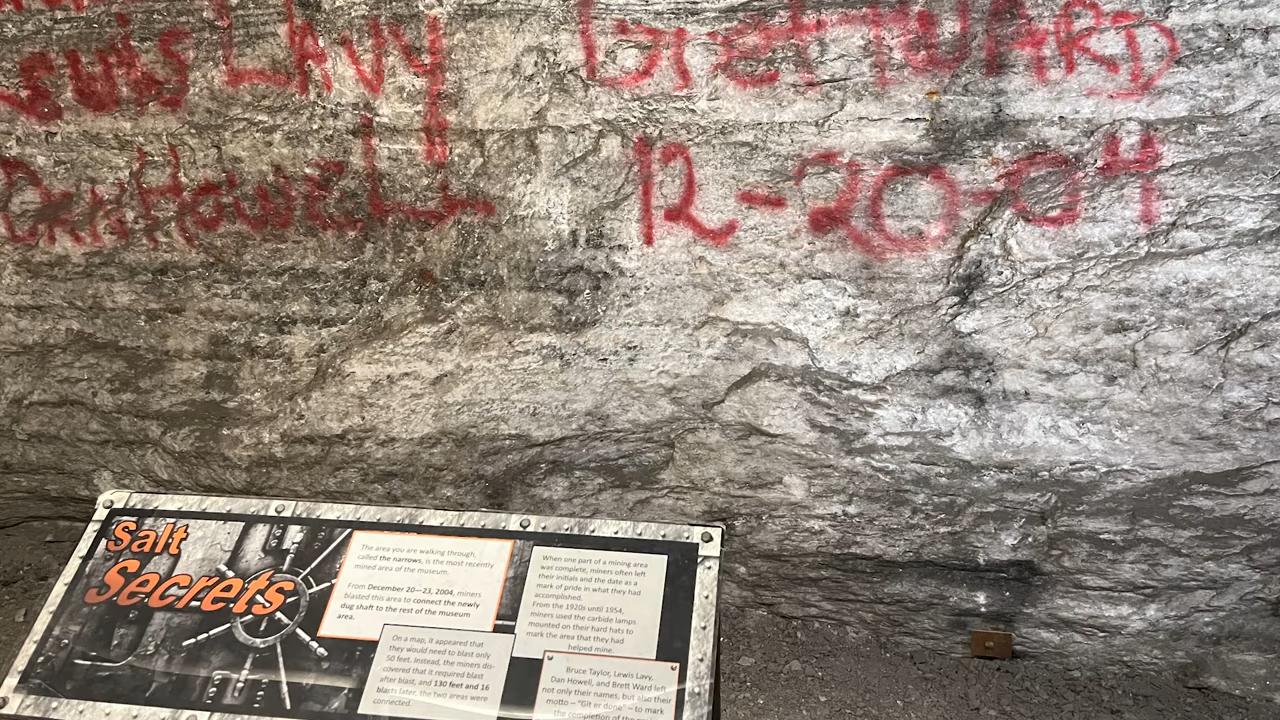 Lewis Lavy
Brett WARD
Dan Howell
12-20-04
Salt
Secrets
The area you are walking through,
called the narrows, is the most recently
mined area of the museum.
From December 20—23, 2004, miners
blasted this area to connect the newly
dug shaft to the rest of the museum
area.
On a map, it appeared that
they would need to blast only
50 feet. Instead, the miners dis-
covered that it required blast
after blast, and 130 feet and 16
blasts later, the two areas were
connected.
When one part of a mining area
was complete, miners often left
their initials and the date as a
mark of pride in what they had
accomplished.
From the 1920s until 1954,
miners used the carbide lamps
mounted on their hard hats to
mark the area that they had
helped mine.
Bruce Taylor, Lewis Lavy,
Dan Howell, and Brett Ward left
not only their names, but also their
motto – "Git er done" – to mark
the completion of the